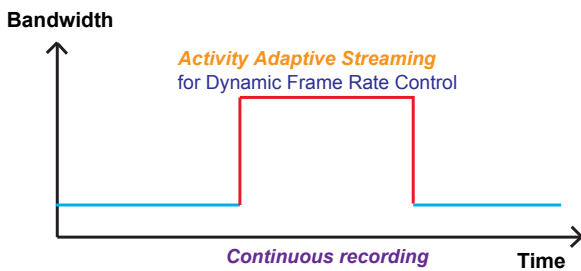 Bandwidth
Activity Adaptive Streaming
for Dynamic Frame Rate Control
Continuous recording
Time